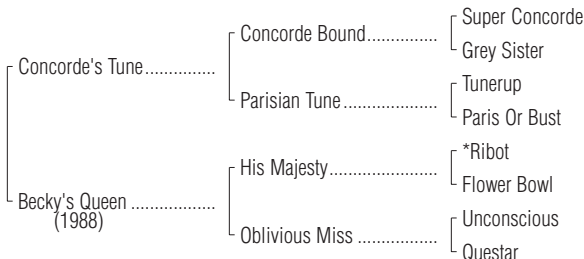 Super Concorde
Concorde Bound...............
Grey Sister
Concorde's Tune...............
Tunerup
Parisian Tune....................
Paris Or Bust
*Ribot
His Majesty.......................
Flower Bowl
Becky's Queen ..................
(1988)
Unconscious
Oblivious Miss .................
Questar